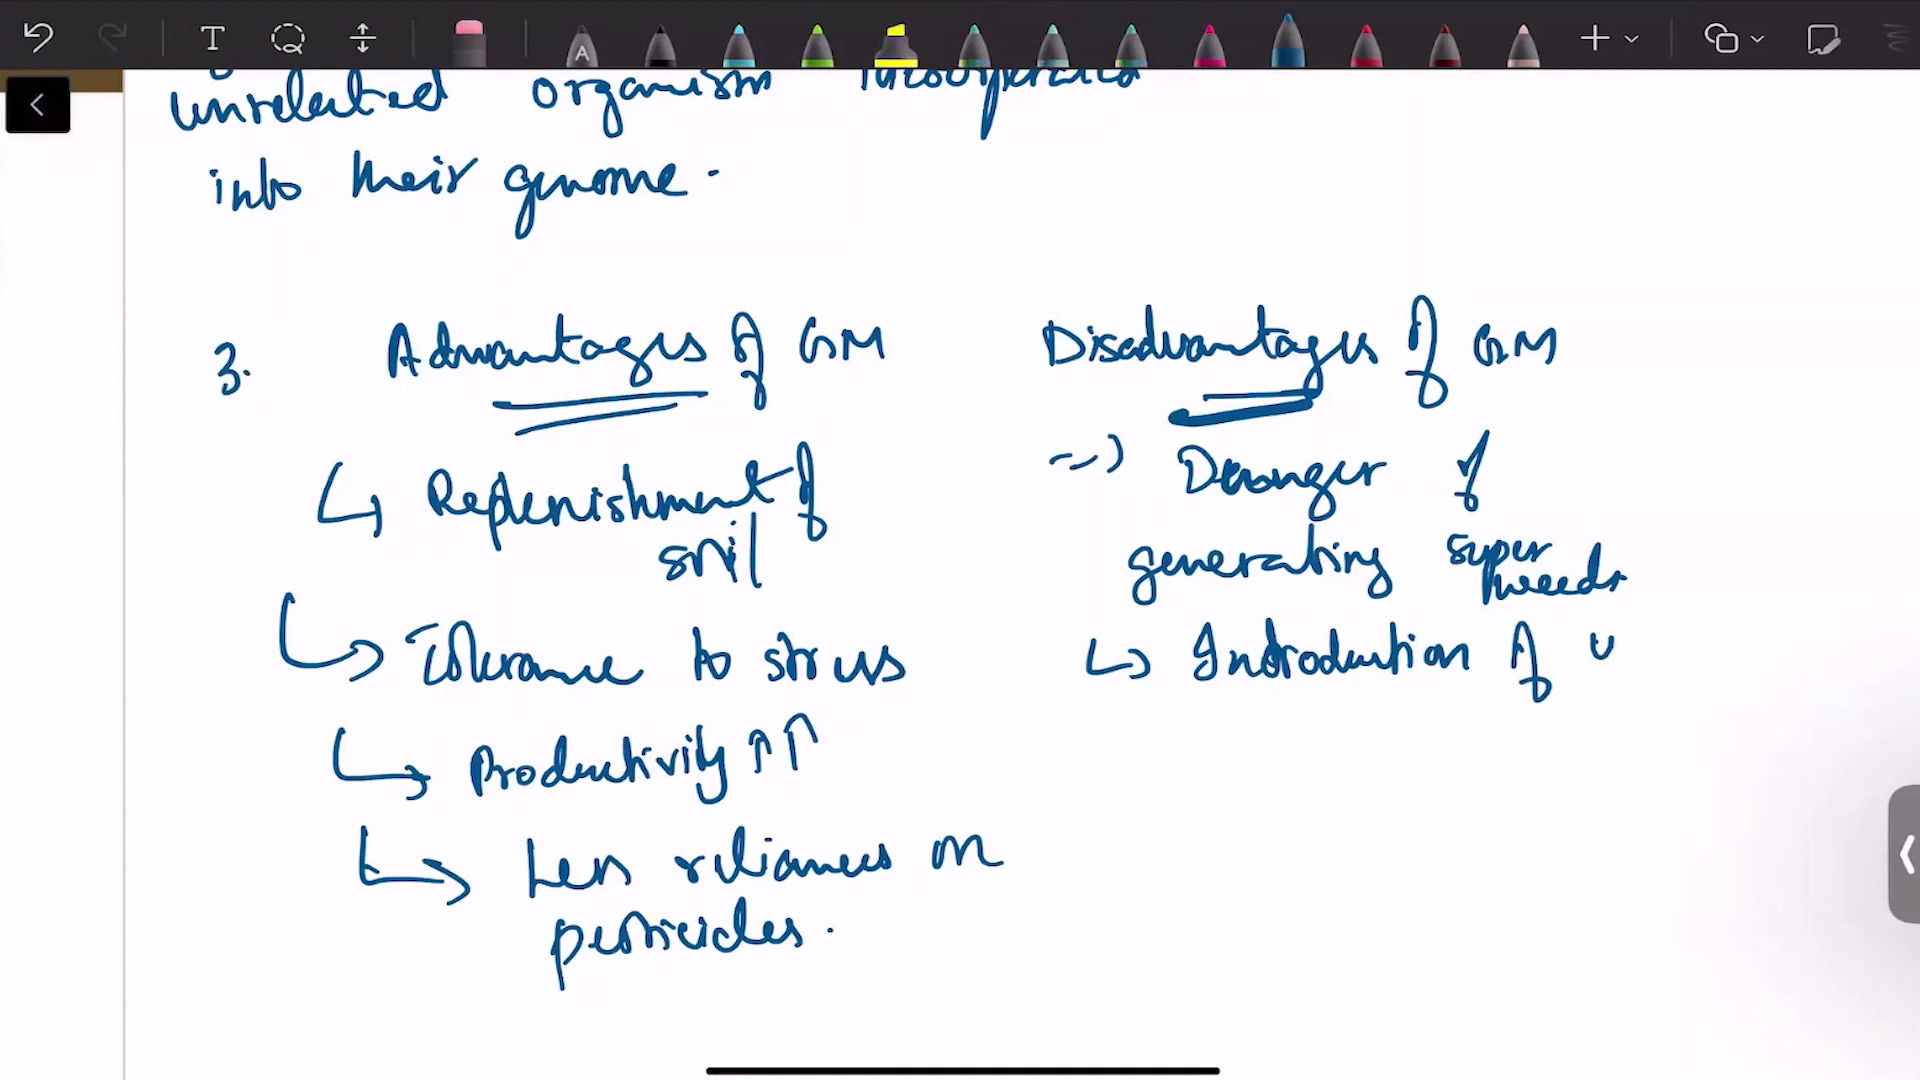 unrelated organism
into their genome.
3. Advantages of GM
Replenishment of
soil
Tolerance to stress
Productivity ↑↑
Less reliances on
pesticides.
Disadvantages of GM
Danger of
generating super
weeds
Introduction of
T
A